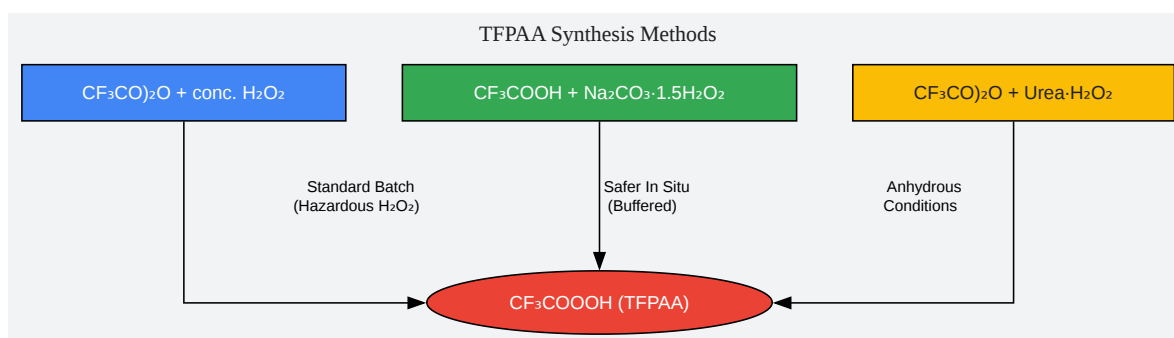 TFPAA Synthesis Methods
CF₃CO)₂O + conc. H₂O₂
CF₃COOH + Na₂CO₃·1.5H₂O₂
CF₃CO)₂O + Urea·H₂O₂
Standard Batch
(Hazardous H₂O₂)
Safer In Situ
(Buffered)
Anhydrous
Conditions
CF₃COOOH (TFPAA)